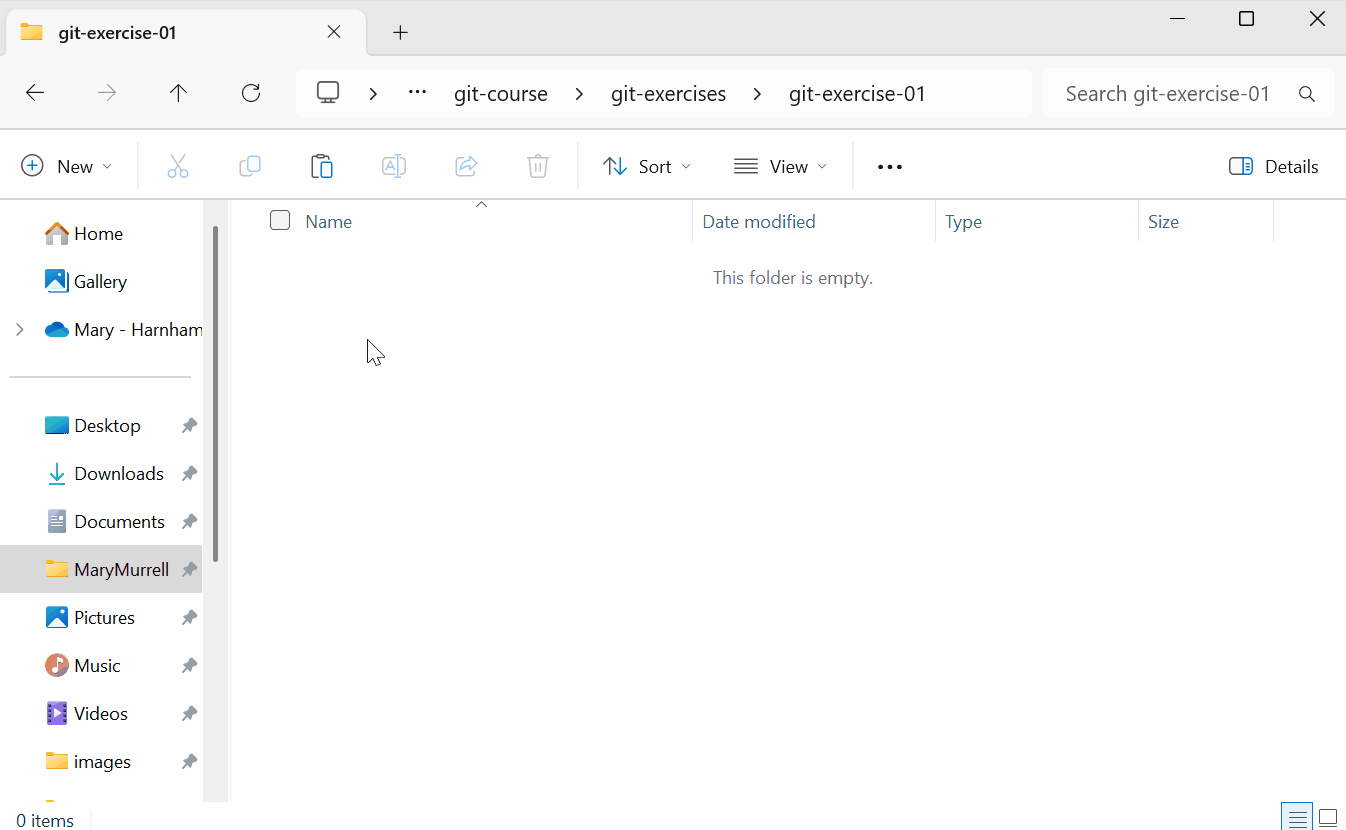 git-exercise-01
git-course git-exercises git-exercise-01
Search git-exercise-01
New
Sort
View
Details
Name Date modified Type Size
This folder is empty.
Home
Gallery
Mary - Harnham
Desktop
Downloads
Documents
MaryMurrell
Pictures
Music
Videos
images
0 items